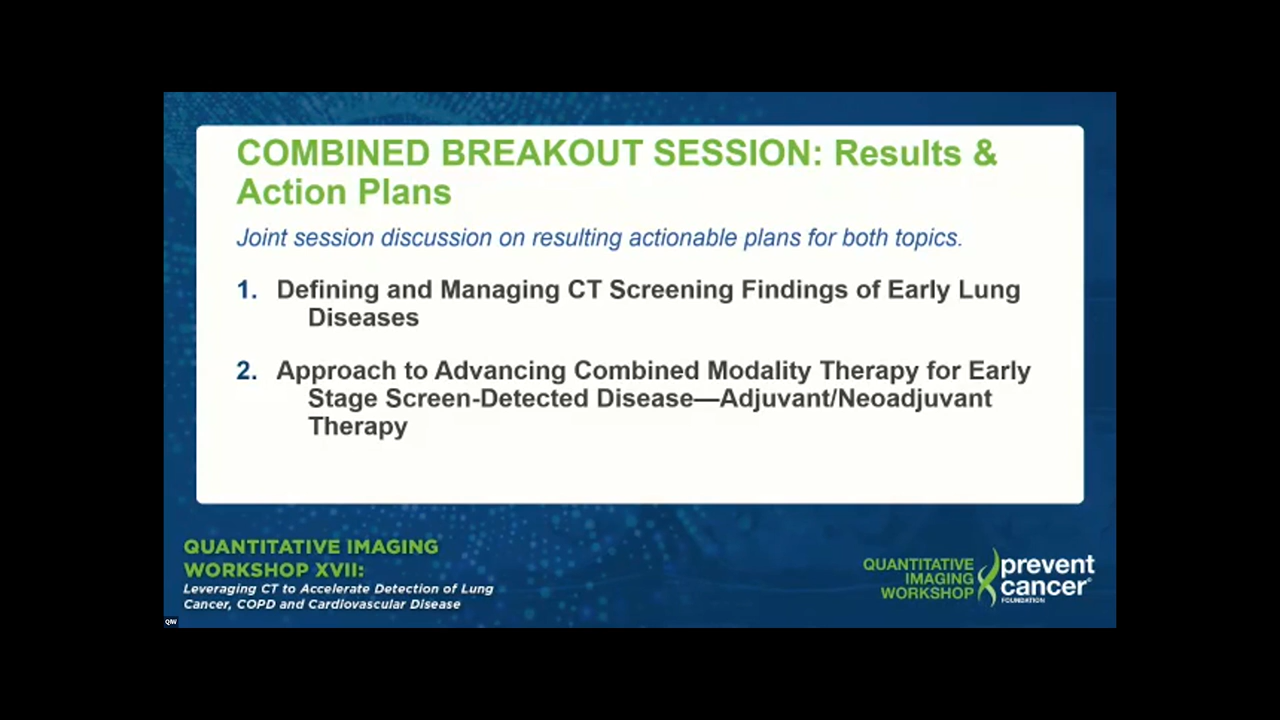 COMBINED BREAKOUT SESSION: Results &
Action Plans
Joint session discussion on resulting actionable plans for both topics.
1. Defining and Managing CT Screening Findings of Early Lung
Diseases
2. Approach to Advancing Combined Modality Therapy for Early
Stage Screen-Detected Disease—Adjuvant/Neoadjuvant
Therapy
QUANTITATIVE IMAGING
WORKSHOP XVII:
Leveraging CT to Accelerate Detection of Lung
Cancer, COPD and Cardiovascular Disease
QUANTITATIVE
IMAGING
WORKSHOP
prevent
cancer®
FOUNDATION
QIW